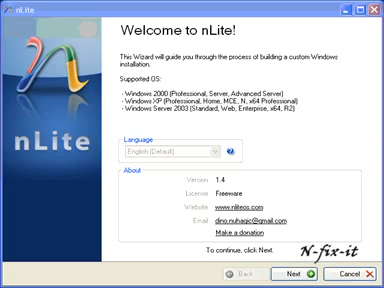 nLite
Welcome to nLite!
This Wizard will guide you through the process of building a custom Windows
installation.
Supported OS:
- Windows 2000 (Professional, Server, Advanced Server)
- Windows XP (Professional, Home, MCE, N, x64 Professional)
- Windows Server 2003 (Standard, Web, Enterprise, x64, R2)
nLite
Language
English (Default)
About
Version 1.4
License Freeware
Website www.nliteos.com
Email dino.nuhagic@gmail.com
Make a donation
To continue, click Next.
N-fix-it
Back Next Cancel